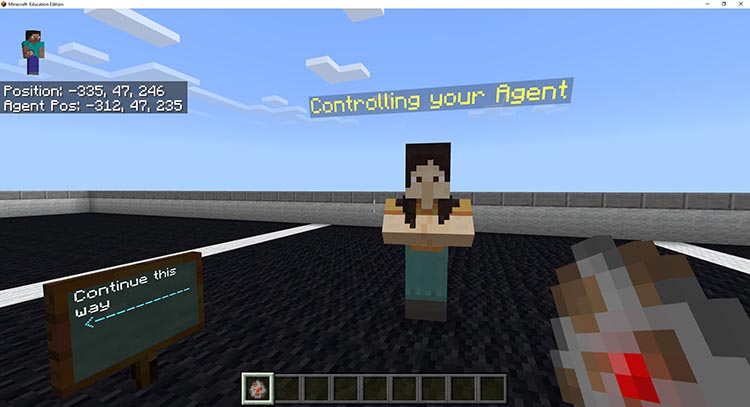 Minecraft: Education Edition
Position: -335, 47, 246
Agent Pos: -312, 47, 235
Controlling your Agent
Continue this
way